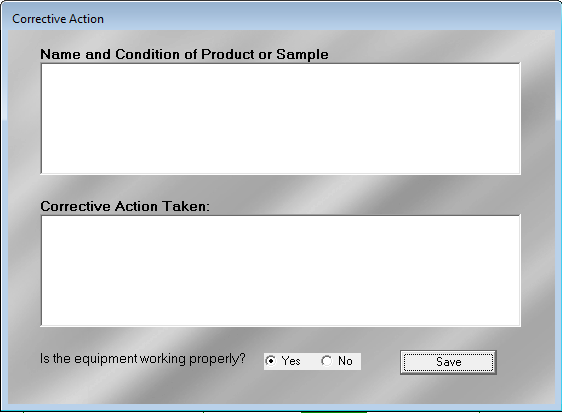 Corrective Action
Name and Condition of Product or Sample
Corrective Action Taken:
Is the equipment working properly? Yes No Save